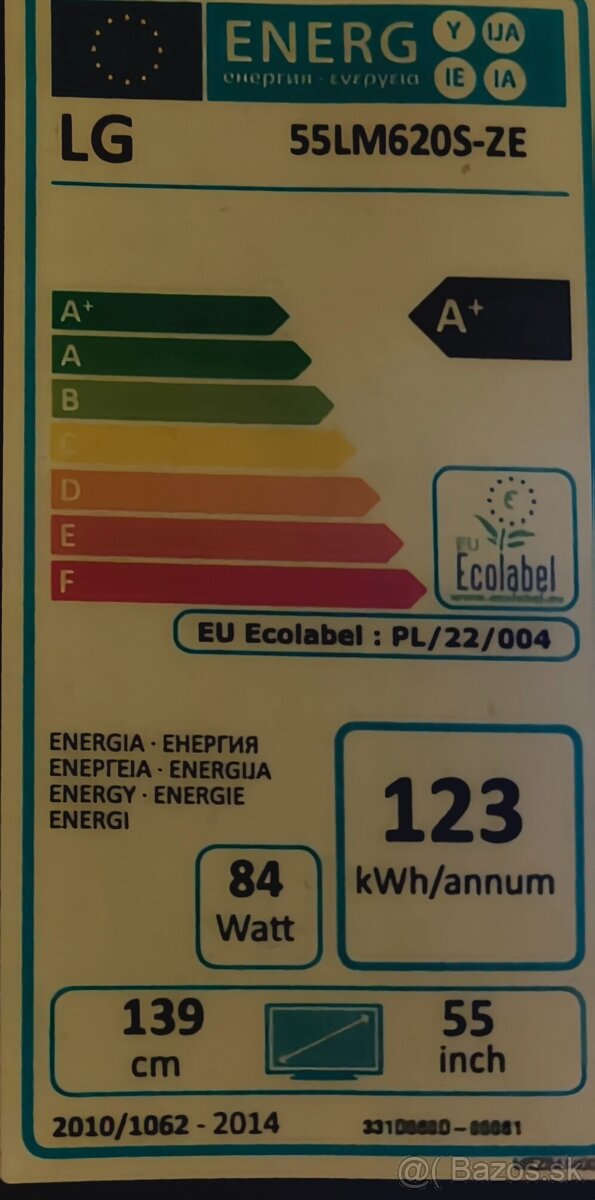 ENERG Y IJA
енергия · ενεργεια IE IA
LG 55LM620S-ZE
A+
A+
A
B
C
D
E
F
EU
Ecolabel
EU Ecolabel : PL/22/004
ENERGIA · ЕНЕРГИЯ
ΕΝΕΡΓΕΙΑ · ENERGIJA
ENERGY · ENERGIE
ENERGI
123
kWh/annum
84
Watt
139
cm
55
inch
2010/1062 - 2014
@( Bazos.sk